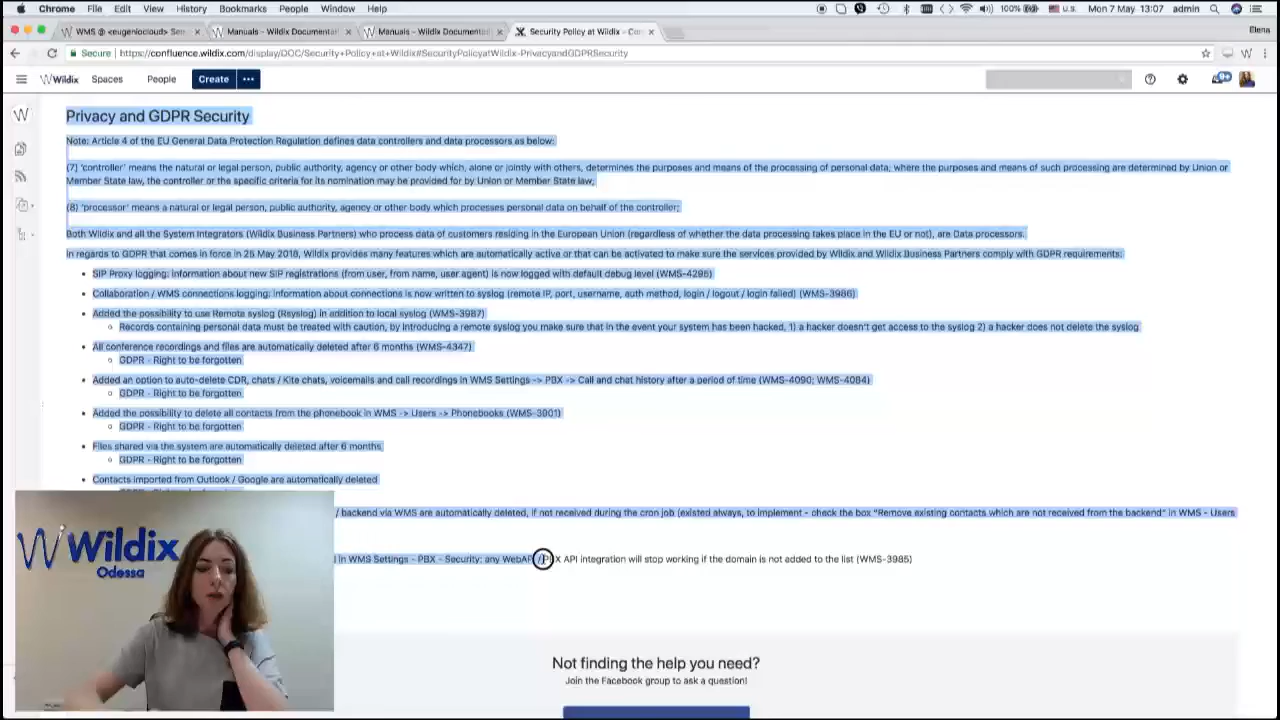 Chrome File Edit View History Bookmarks People Window Help
100% U.S. Mon 7 May 13:07 admin
WMS @ <eugeniocloud> Se
Manuals - Wildix Documentat
Manuals - Wildix Documentat
Security Policy at Wildix - Con
Elena
Secure https://confluence.wildix.com/display/DOC/Security+Policy+at+Wildix#SecurityPolicyatWildix-PrivacyandGDPRSecurity
Wildix Spaces People Create
Privacy and GDPR Security
Note: Article 4 of the EU General Data Protection Regulation defines data controllers and data processors as below:
(7) 'controller' means the natural or legal person, public authority, agency or other body which, alone or jointly with others, determines the purposes and means of the processing of personal data; where the purposes and means of such processing are determined by Union or
Member State law, the controller or the specific criteria for its nomination may be provided for by Union or Member State law;
(8) 'processor' means a natural or legal person, public authority, agency or other body which processes personal data on behalf of the controller;
Both Wildix and all the System Integrators (Wildix Business Partners) who process data of customers residing in the European Union (regardless of whether the data processing takes place in the EU or not), are Data processors.
In regards to GDPR that comes in force in 25 May 2018, Wildix provides many features which are automatically active or that can be activated to make sure the services provided by Wildix and Wildix Business Partners comply with GDPR requirements:
SIP Proxy logging: information about new SIP registrations (from user, from name, user agent) is now logged with default debug level (WMS-4285)
Collaboration / WMS connections logging: information about connections is now written to syslog (remote IP, port, username, auth method, login / logout / login failed) (WMS-3986)
Added the possibility to use Remote syslog (Rsyslog) in addition to local syslog (WMS-3987)
Records containing personal data must be treated with caution, by introducing a remote syslog you make sure that in the event your system has been hacked, 1) a hacker doesn't get access to the syslog 2) a hacker does not delete the syslog
All conference recordings and files are automatically deleted after 6 months (WMS-4347)
GDPR - Right to be forgotten
Added an option to auto-delete CDR, chats / Kite chats, voicemails and call recordings in WMS Settings -> PBX -> Call and chat history after a period of time (WMS-4090; WMS-4084)
GDPR - Right to be forgotten
Added the possibility to delete all contacts from the phonebook in WMS -> Users -> Phonebooks (WMS-3901)
GDPR - Right to be forgotten
Files shared via the system are automatically deleted after 6 months
GDPR - Right to be forgotten
Contacts imported from Outlook / Google are automatically deleted
/ backend via WMS are automatically deleted, if not received during the cron job (existed always, to implement - check the box "Remove existing contacts which are not received from the backend" in WMS - Users
in WMS Settings - PBX - Security: any WebAPI / PBX API integration will stop working if the domain is not added to the list (WMS-3985)
Wildix
Odessa
Not finding the help you need?
Join the Facebook group to ask a question!